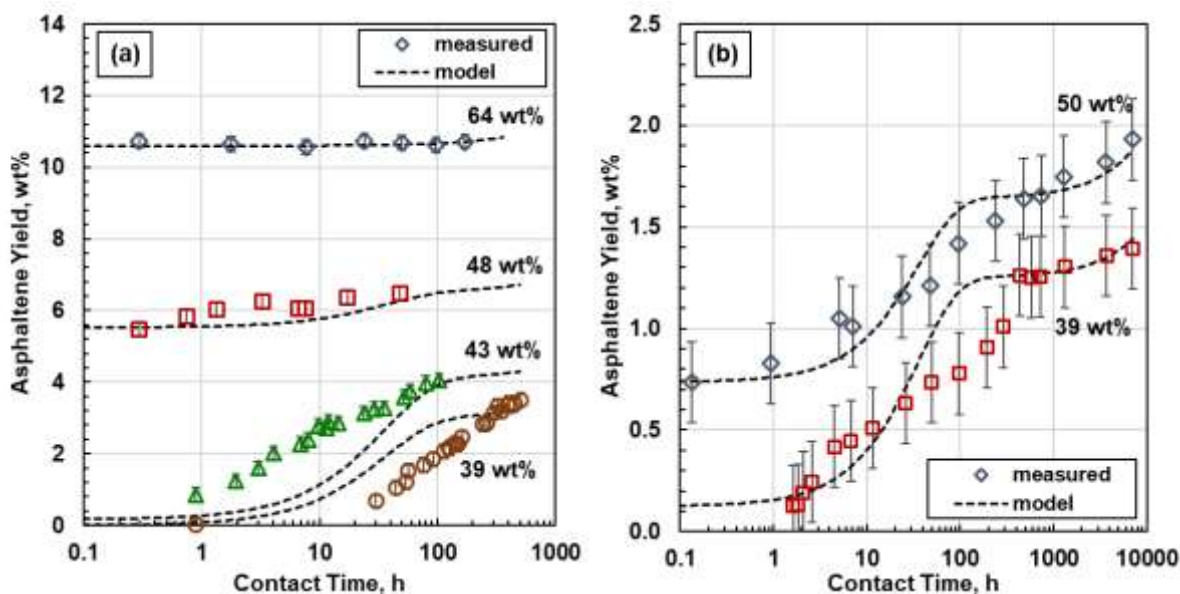 (a)
measured
model
64 wt%
48 wt%
43 wt%
39 wt%
14
12
10
8
6
4
2
0
0.1
1
10
100
1000
Asphaltene Yield, wt%
Contact Time, h
(b)
50 wt%
39 wt%
measured
model
2.5
2.0
1.5
1.0
0.5
0.0
0.1
1
10
100
1000
10000
Asphaltene Yield, wt%
Contact Time, h